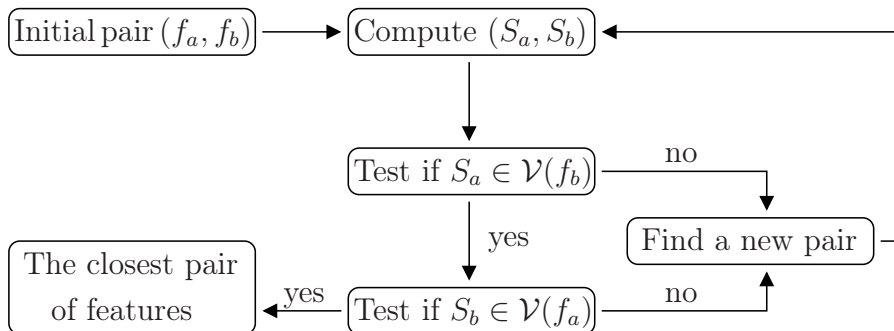 Initial pair (f_a, f_b)
Compute (S_a, S_b)
Test if S_a ∈ 𝒱(f_b)
no
yes
Find a new pair
The closest pair
of features
yes
Test if S_b ∈ 𝒱(f_a)
no